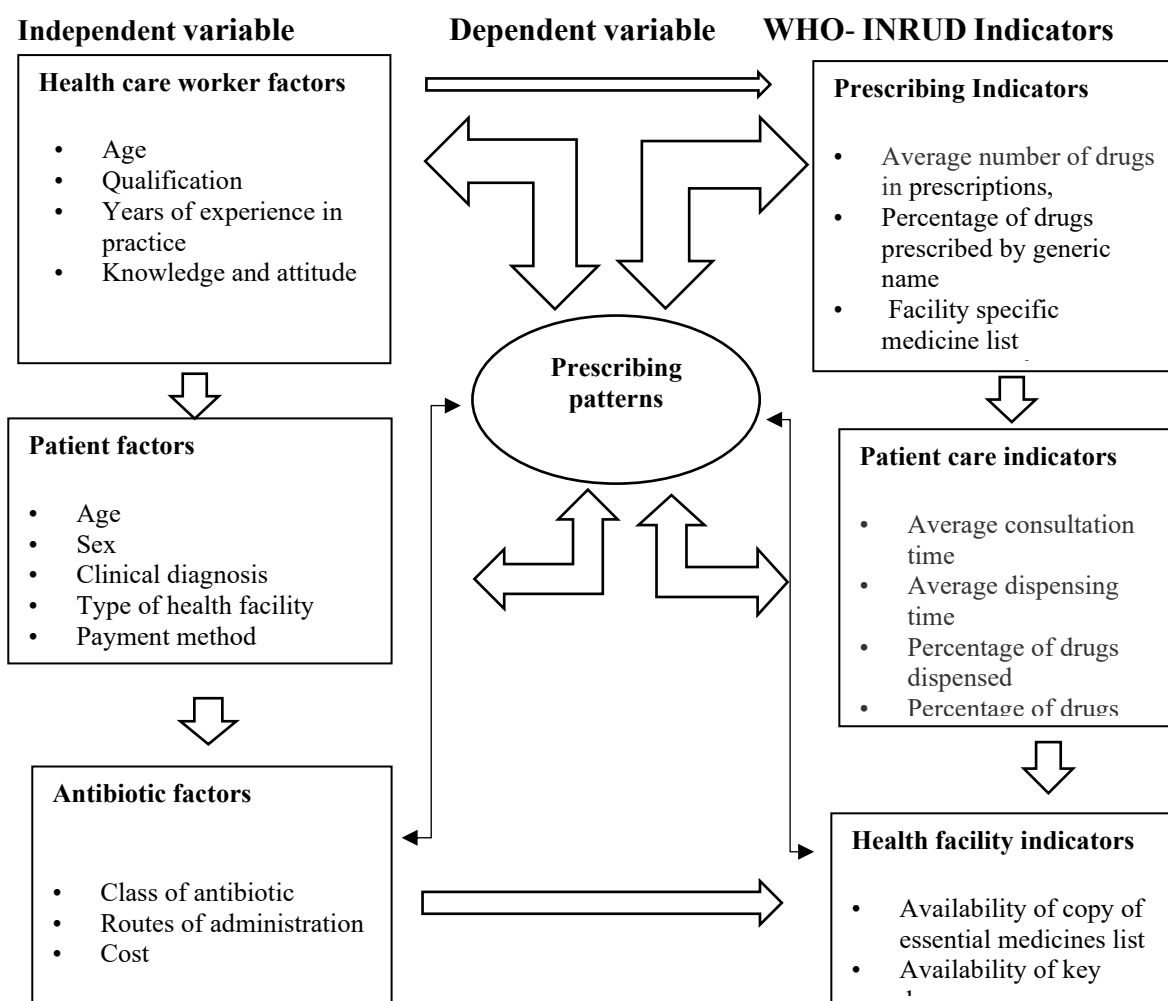 Independent variable
Dependent variable
WHO- INRUD Indicators
Health care worker factors
• Age
• Qualification
• Years of experience in
practice
• Knowledge and attitude
Prescribing Indicators
• Average number of drugs
in prescriptions,
• Percentage of drugs
prescribed by generic
name
• Facility specific
medicine list
Prescribing
patterns
Patient factors
• Age
• Sex
• Clinical diagnosis
• Type of health facility
• Payment method
Patient care indicators
• Average consultation
time
• Average dispensing
time
• Percentage of drugs
dispensed
• Percentage of drugs
Antibiotic factors
• Class of antibiotic
• Routes of administration
• Cost
Health facility indicators
• Availability of copy of
essential medicines list
• Availability of key